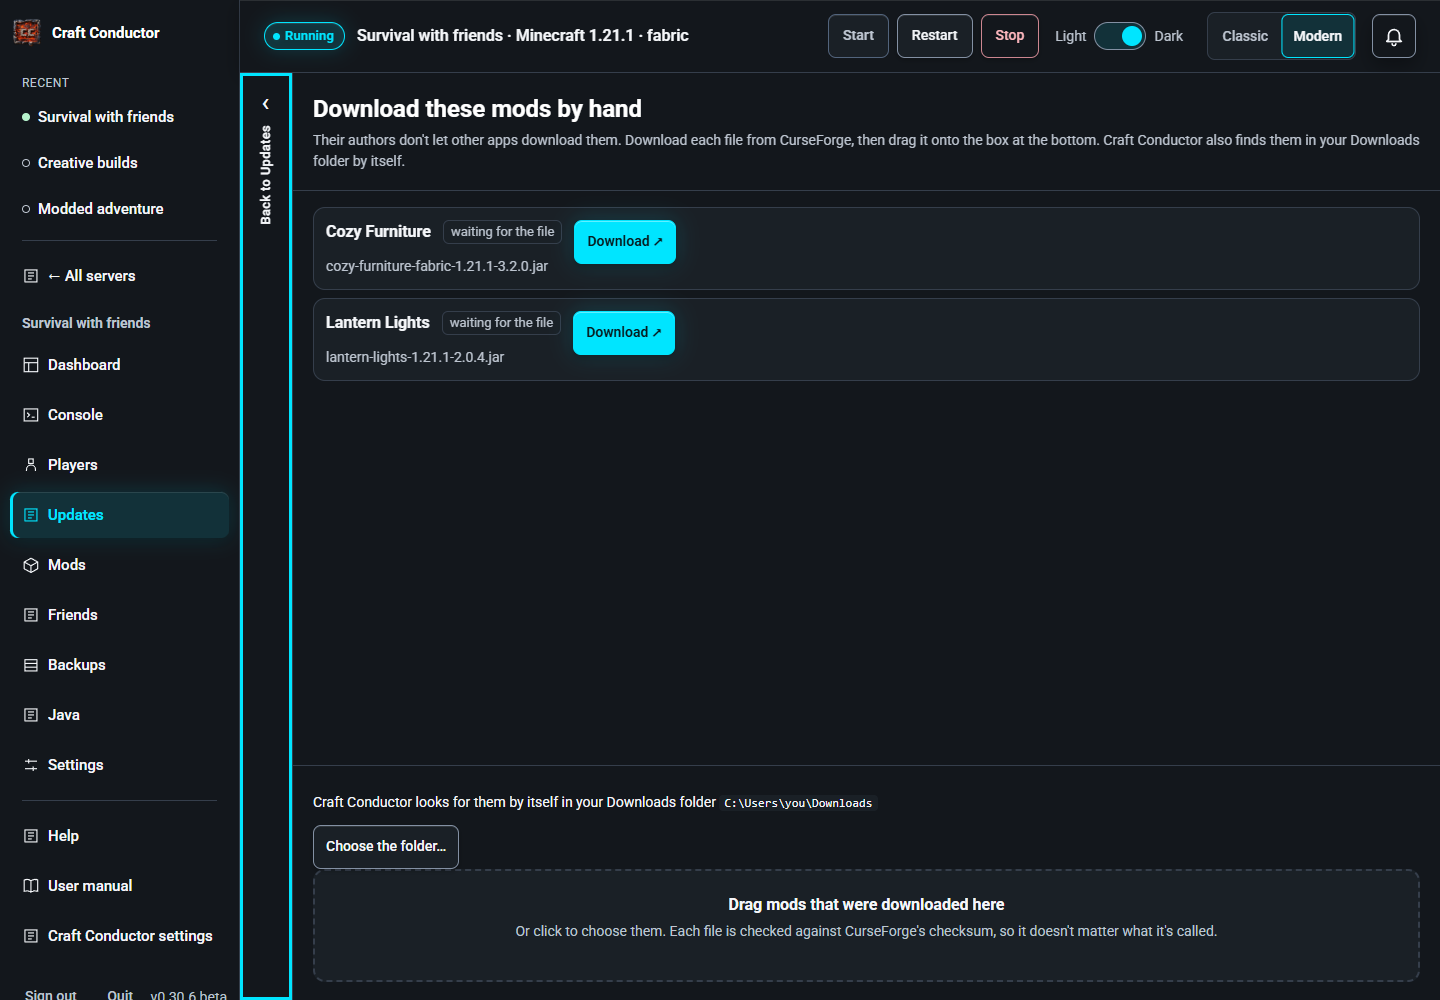 Craft Conductor
RECENT
Survival with friends
Creative builds
Modded adventure
← All servers
Survival with friends
Dashboard
Console
Players
Updates
Mods
Friends
Backups
Java
Settings
Help
User manual
Craft Conductor settings
Sign out Quit v0.30.6 beta
Running Survival with friends · Minecraft 1.21.1 · fabric
Start Restart Stop Light Dark Classic Modern
Back to Updates
Download these mods by hand
Their authors don't let other apps download them. Download each file from CurseForge, then drag it onto the box at the bottom. Craft Conductor also finds them in your Downloads
folder by itself.
Cozy Furniture waiting for the file Download ↗
cozy-furniture-fabric-1.21.1-3.2.0.jar
Lantern Lights waiting for the file Download ↗
lantern-lights-1.21.1-2.0.4.jar
Craft Conductor looks for them by itself in your Downloads folder C:\Users\you\Downloads
Choose the folder…
Drag mods that were downloaded here
Or click to choose them. Each file is checked against CurseForge's checksum, so it doesn't matter what it's called.